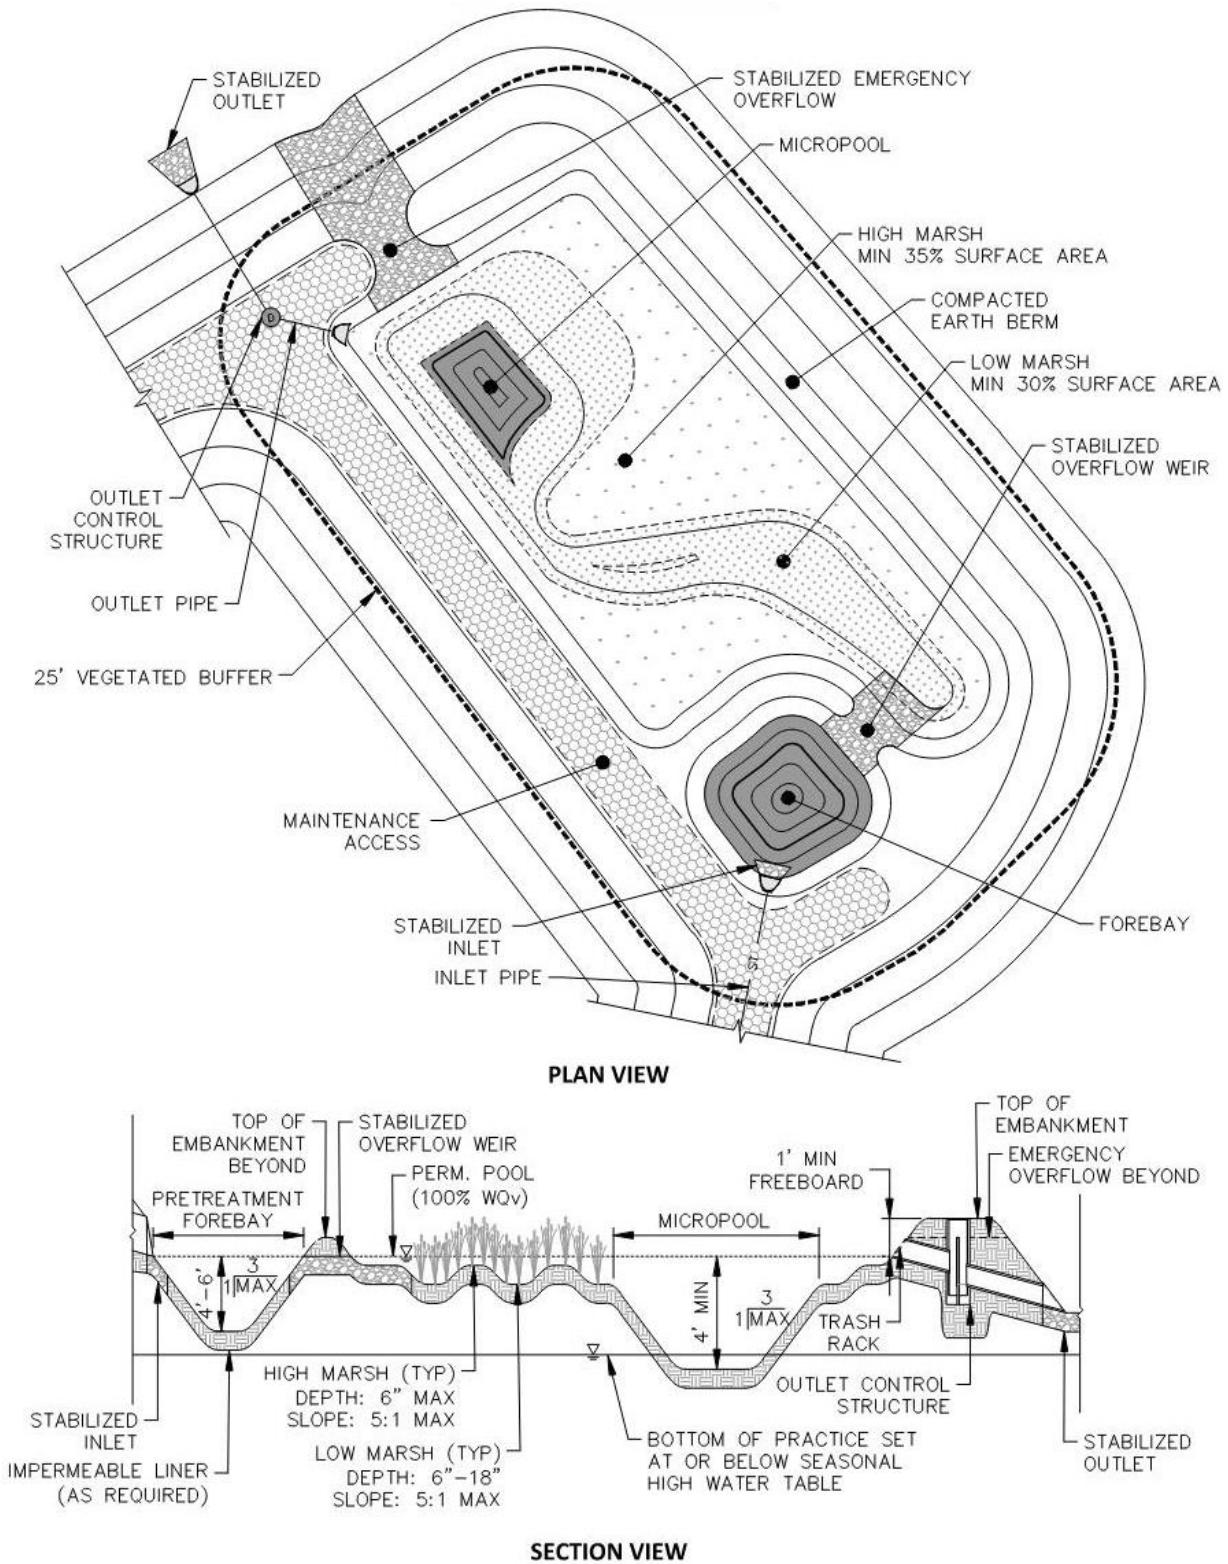 STABILIZED
OUTLET
STABILIZED EMERGENCY
OVERFLOW
MICROPOOL
HIGH MARSH
MIN 35% SURFACE AREA
COMPACTED
EARTH BERM
LOW MARSH
MIN 30% SURFACE AREA
STABILIZED
OVERFLOW WEIR
D
OUTLET
CONTROL
STRUCTURE
OUTLET PIPE
25' VEGETATED BUFFER
MAINTENANCE
ACCESS
STABILIZED
INLET
INLET PIPE
ST
FOREBAY
PLAN VIEW
TOP OF
EMBANKMENT
BEYOND
STABILIZED
OVERFLOW WEIR
PERM. POOL
(100% WQv)
PRETREATMENT
FOREBAY
MICROPOOL
1' MIN
FREEBOARD
TOP OF
EMBANKMENT
EMERGENCY
OVERFLOW BEYOND
4'-6'
3
1 MAX
4' MIN
3
1 MAX
TRASH
RACK
HIGH MARSH (TYP)
DEPTH: 6" MAX
SLOPE: 5:1 MAX
OUTLET CONTROL
STRUCTURE
STABILIZED
INLET
IMPERMEABLE LINER
(AS REQUIRED)
LOW MARSH (TYP)
DEPTH: 6"-18"
SLOPE: 5:1 MAX
BOTTOM OF PRACTICE SET
AT OR BELOW SEASONAL
HIGH WATER TABLE
STABILIZED
OUTLET
SECTION VIEW